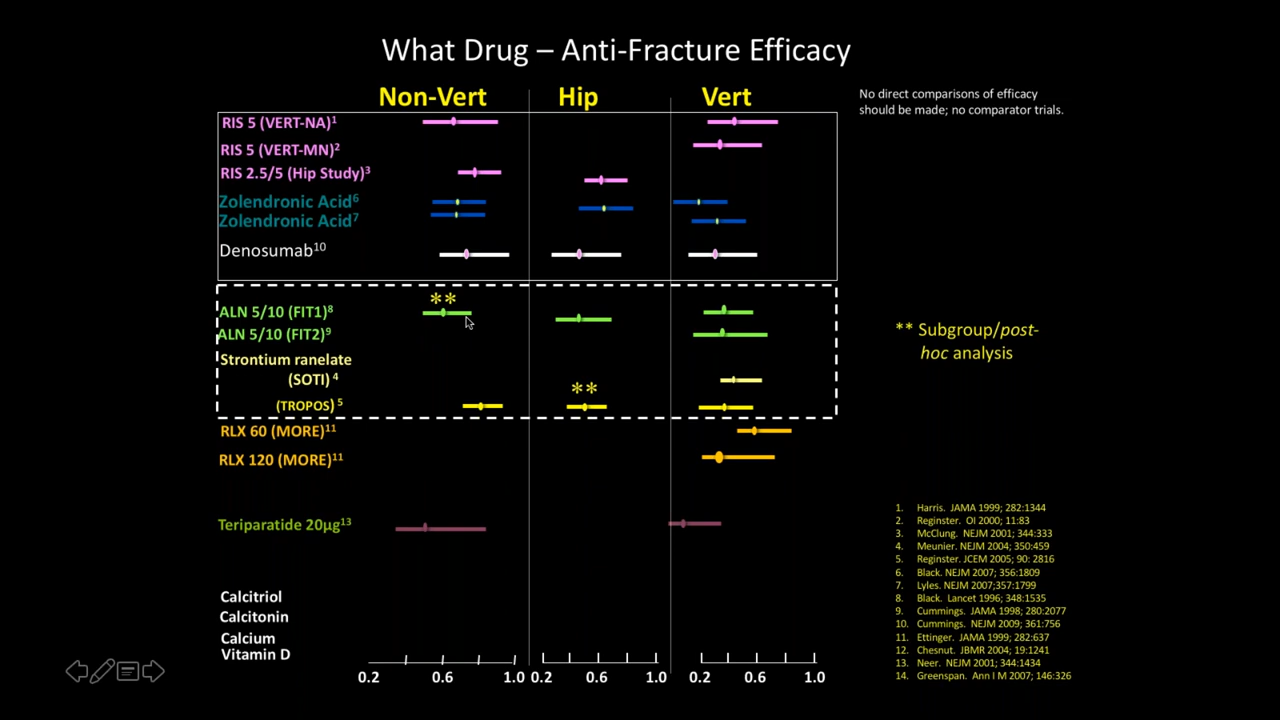 What Drug – Anti-Fracture Efficacy
Non-Vert Hip Vert
No direct comparisons of efficacy
should be made; no comparator trials.
RIS 5 (VERT-NA)¹
RIS 5 (VERT-MN)²
RIS 2.5/5 (Hip Study)³
Zolendronic Acid⁶
Zolendronic Acid⁷
Denosumab¹⁰
**
ALN 5/10 (FIT1)⁸
ALN 5/10 (FIT2)⁹
** Subgroup/post-
hoc analysis
Strontium ranelate
(SOTI) ⁴
**
(TROPOS) ⁵
RLX 60 (MORE)¹¹
RLX 120 (MORE)¹¹
Teriparatide 20µg¹³
Calcitriol
Calcitonin
Calcium
Vitamin D
0.2 0.6 1.0 0.2 0.6 1.0 0.2 0.6 1.0
1. Harris. JAMA 1999; 282:1344
2. Reginster. OI 2000; 11:83
3. McClung. NEJM 2001; 344:333
4. Meunier. NEJM 2004; 350:459
5. Reginster. JCEM 2005; 90: 2816
6. Black. NEJM 2007; 356:1809
7. Lyles. NEJM 2007;357:1799
8. Black. Lancet 1996; 348:1535
9. Cummings. JAMA 1998; 280:2077
10. Cummings. NEJM 2009; 361:756
11. Ettinger. JAMA 1999; 282:637
12. Chesnut. JBMR 2004; 19:1241
13. Neer. NEJM 2001; 344:1434
14. Greenspan. Ann I M 2007; 146:326